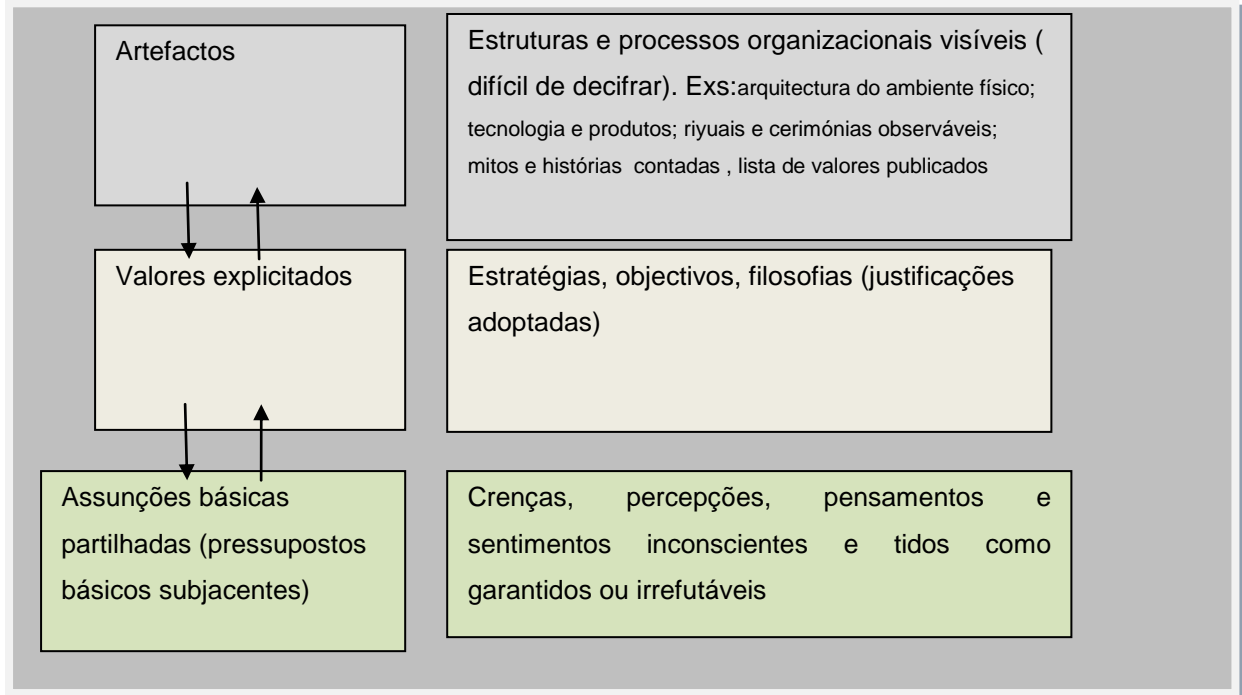 Artefactos
Estruturas e processos organizacionais visíveis (
difícil de decifrar). Exs:arquitectura do ambiente físico;
tecnologia e produtos; riyuais e cerimónias observáveis;
mitos e histórias contadas , lista de valores publicados
Valores explicitados
Estratégias, objectivos, filosofias (justificações
adoptadas)
Assunções básicas
partilhadas (pressupostos
básicos subjacentes)
Crenças, percepções, pensamentos e
sentimentos inconscientes e tidos como
garantidos ou irrefutáveis